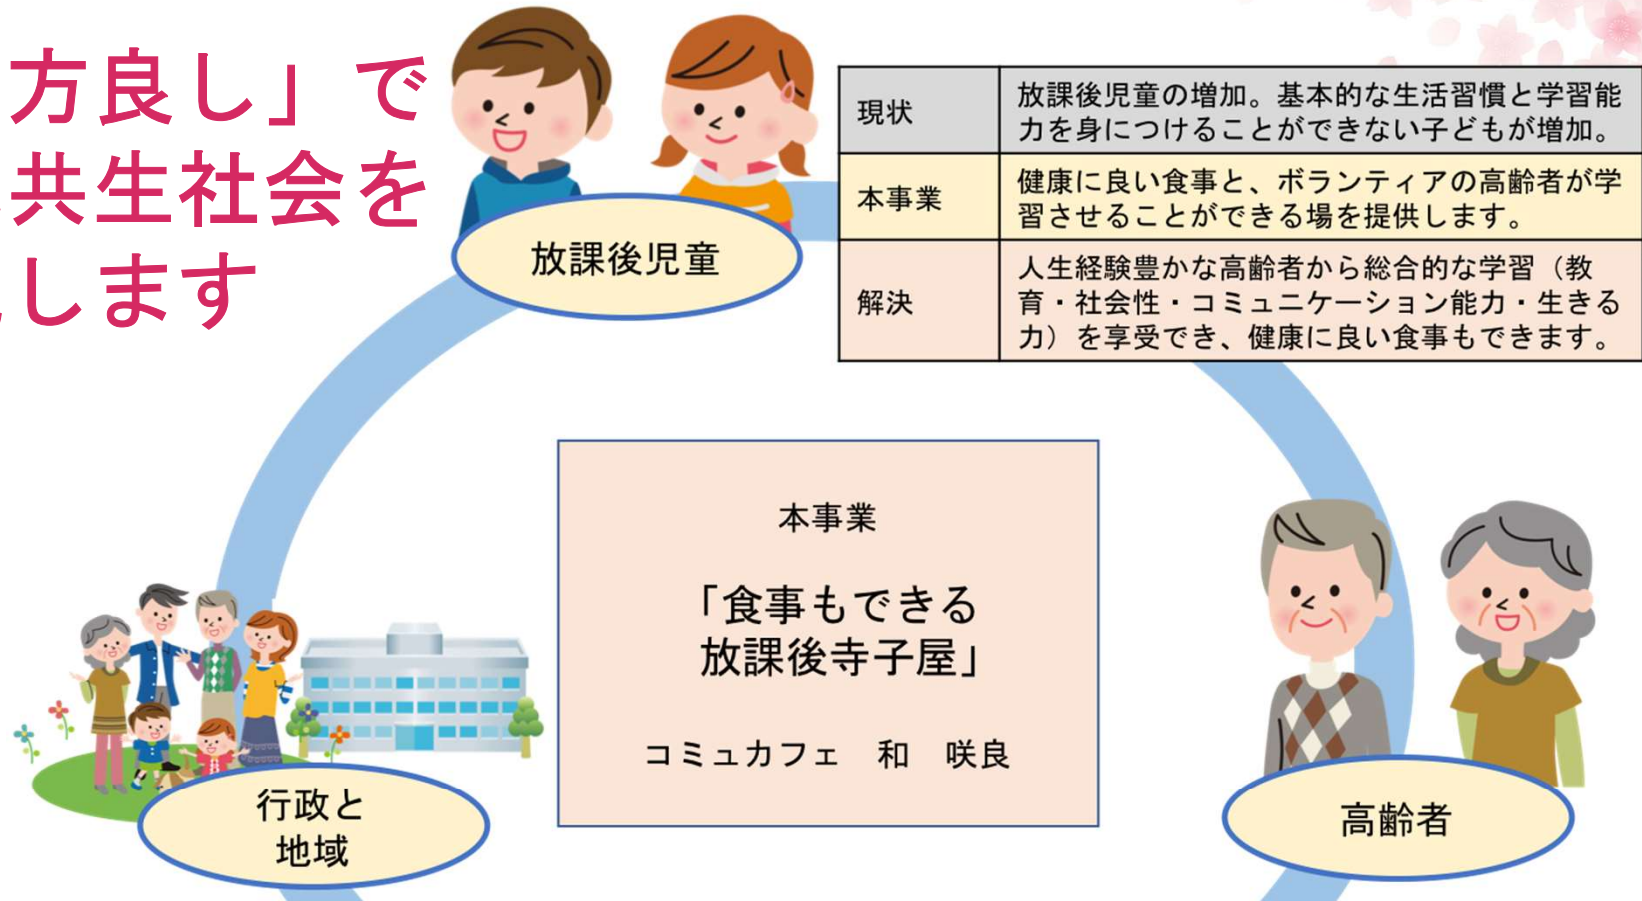 方良し」で
共生社会を
します
放課後児童
現状
放課後児童の増加。基本的な生活習慣と学習能
力を身につけることができない子どもが増加。
本事業
健康に良い食事と、ボランティアの高齢者が学
習させることができる場を提供します。
解決
人生経験豊かな高齢者から総合的な学習（教
育・社会性・コミュニケーション能力・生きる
力）を享受でき、健康に良い食事もできます。
本事業
「食事もできる
放課後寺子屋」
コミュカフェ　和　咲良
行政と
地域
高齢者